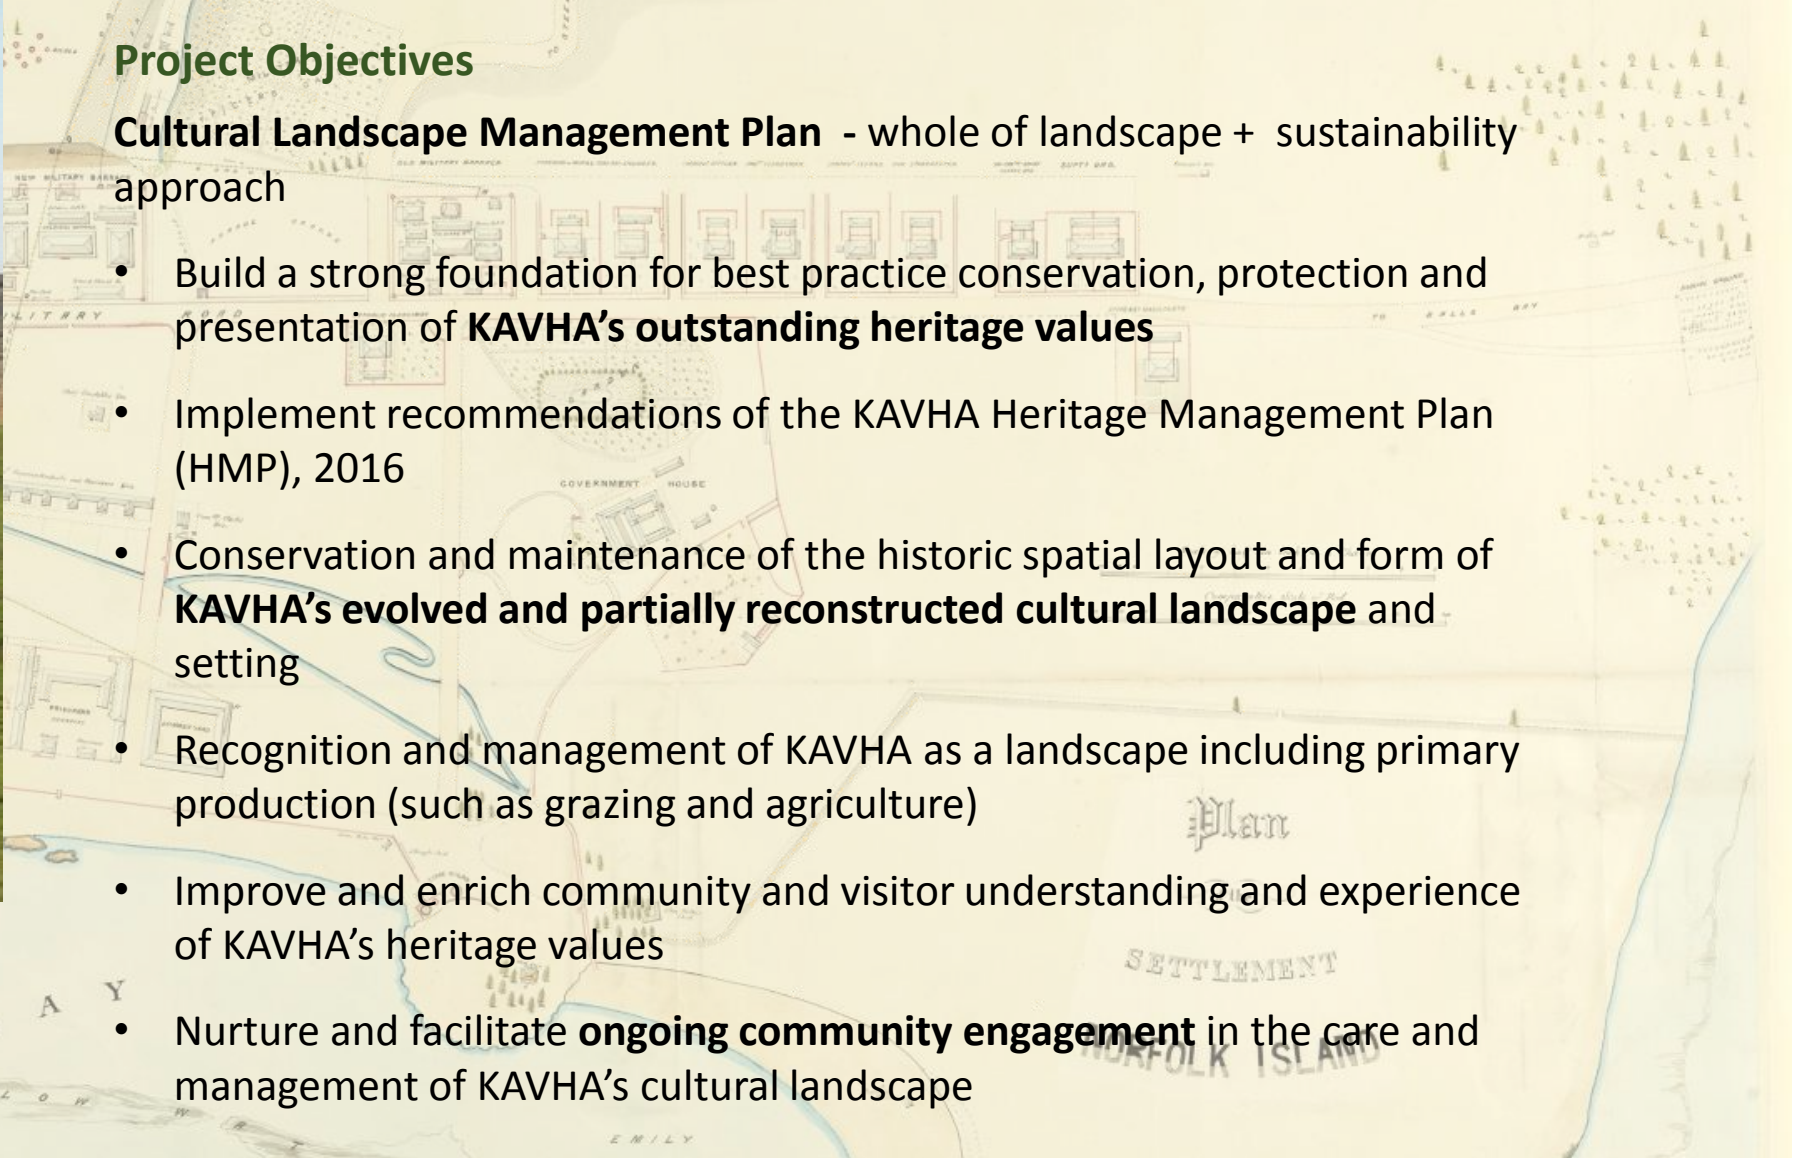 Project Objectives
Cultural Landscape Management Plan - whole of landscape + sustainability
approach
• Build a strong foundation for best practice conservation, protection and
presentation of KAVHA's outstanding heritage values
• Implement recommendations of the KAVHA Heritage Management Plan
(HMP), 2016
GOVERNMENT HOUSE
• Conservation and maintenance of the historic spatial layout and form of
KAVHA's evolved and partially reconstructed cultural landscape and
setting
• Recognition and management of KAVHA as a landscape including primary
production (such as grazing and agriculture)
Plan
• Improve and enrich community and visitor understanding and experience
of KAVHA's heritage values
SETTLEMENT
A Y
• Nurture and facilitate ongoing community engagement in the care and
NORFOLK ISLAND
management of KAVHA's cultural landscape
EMILY